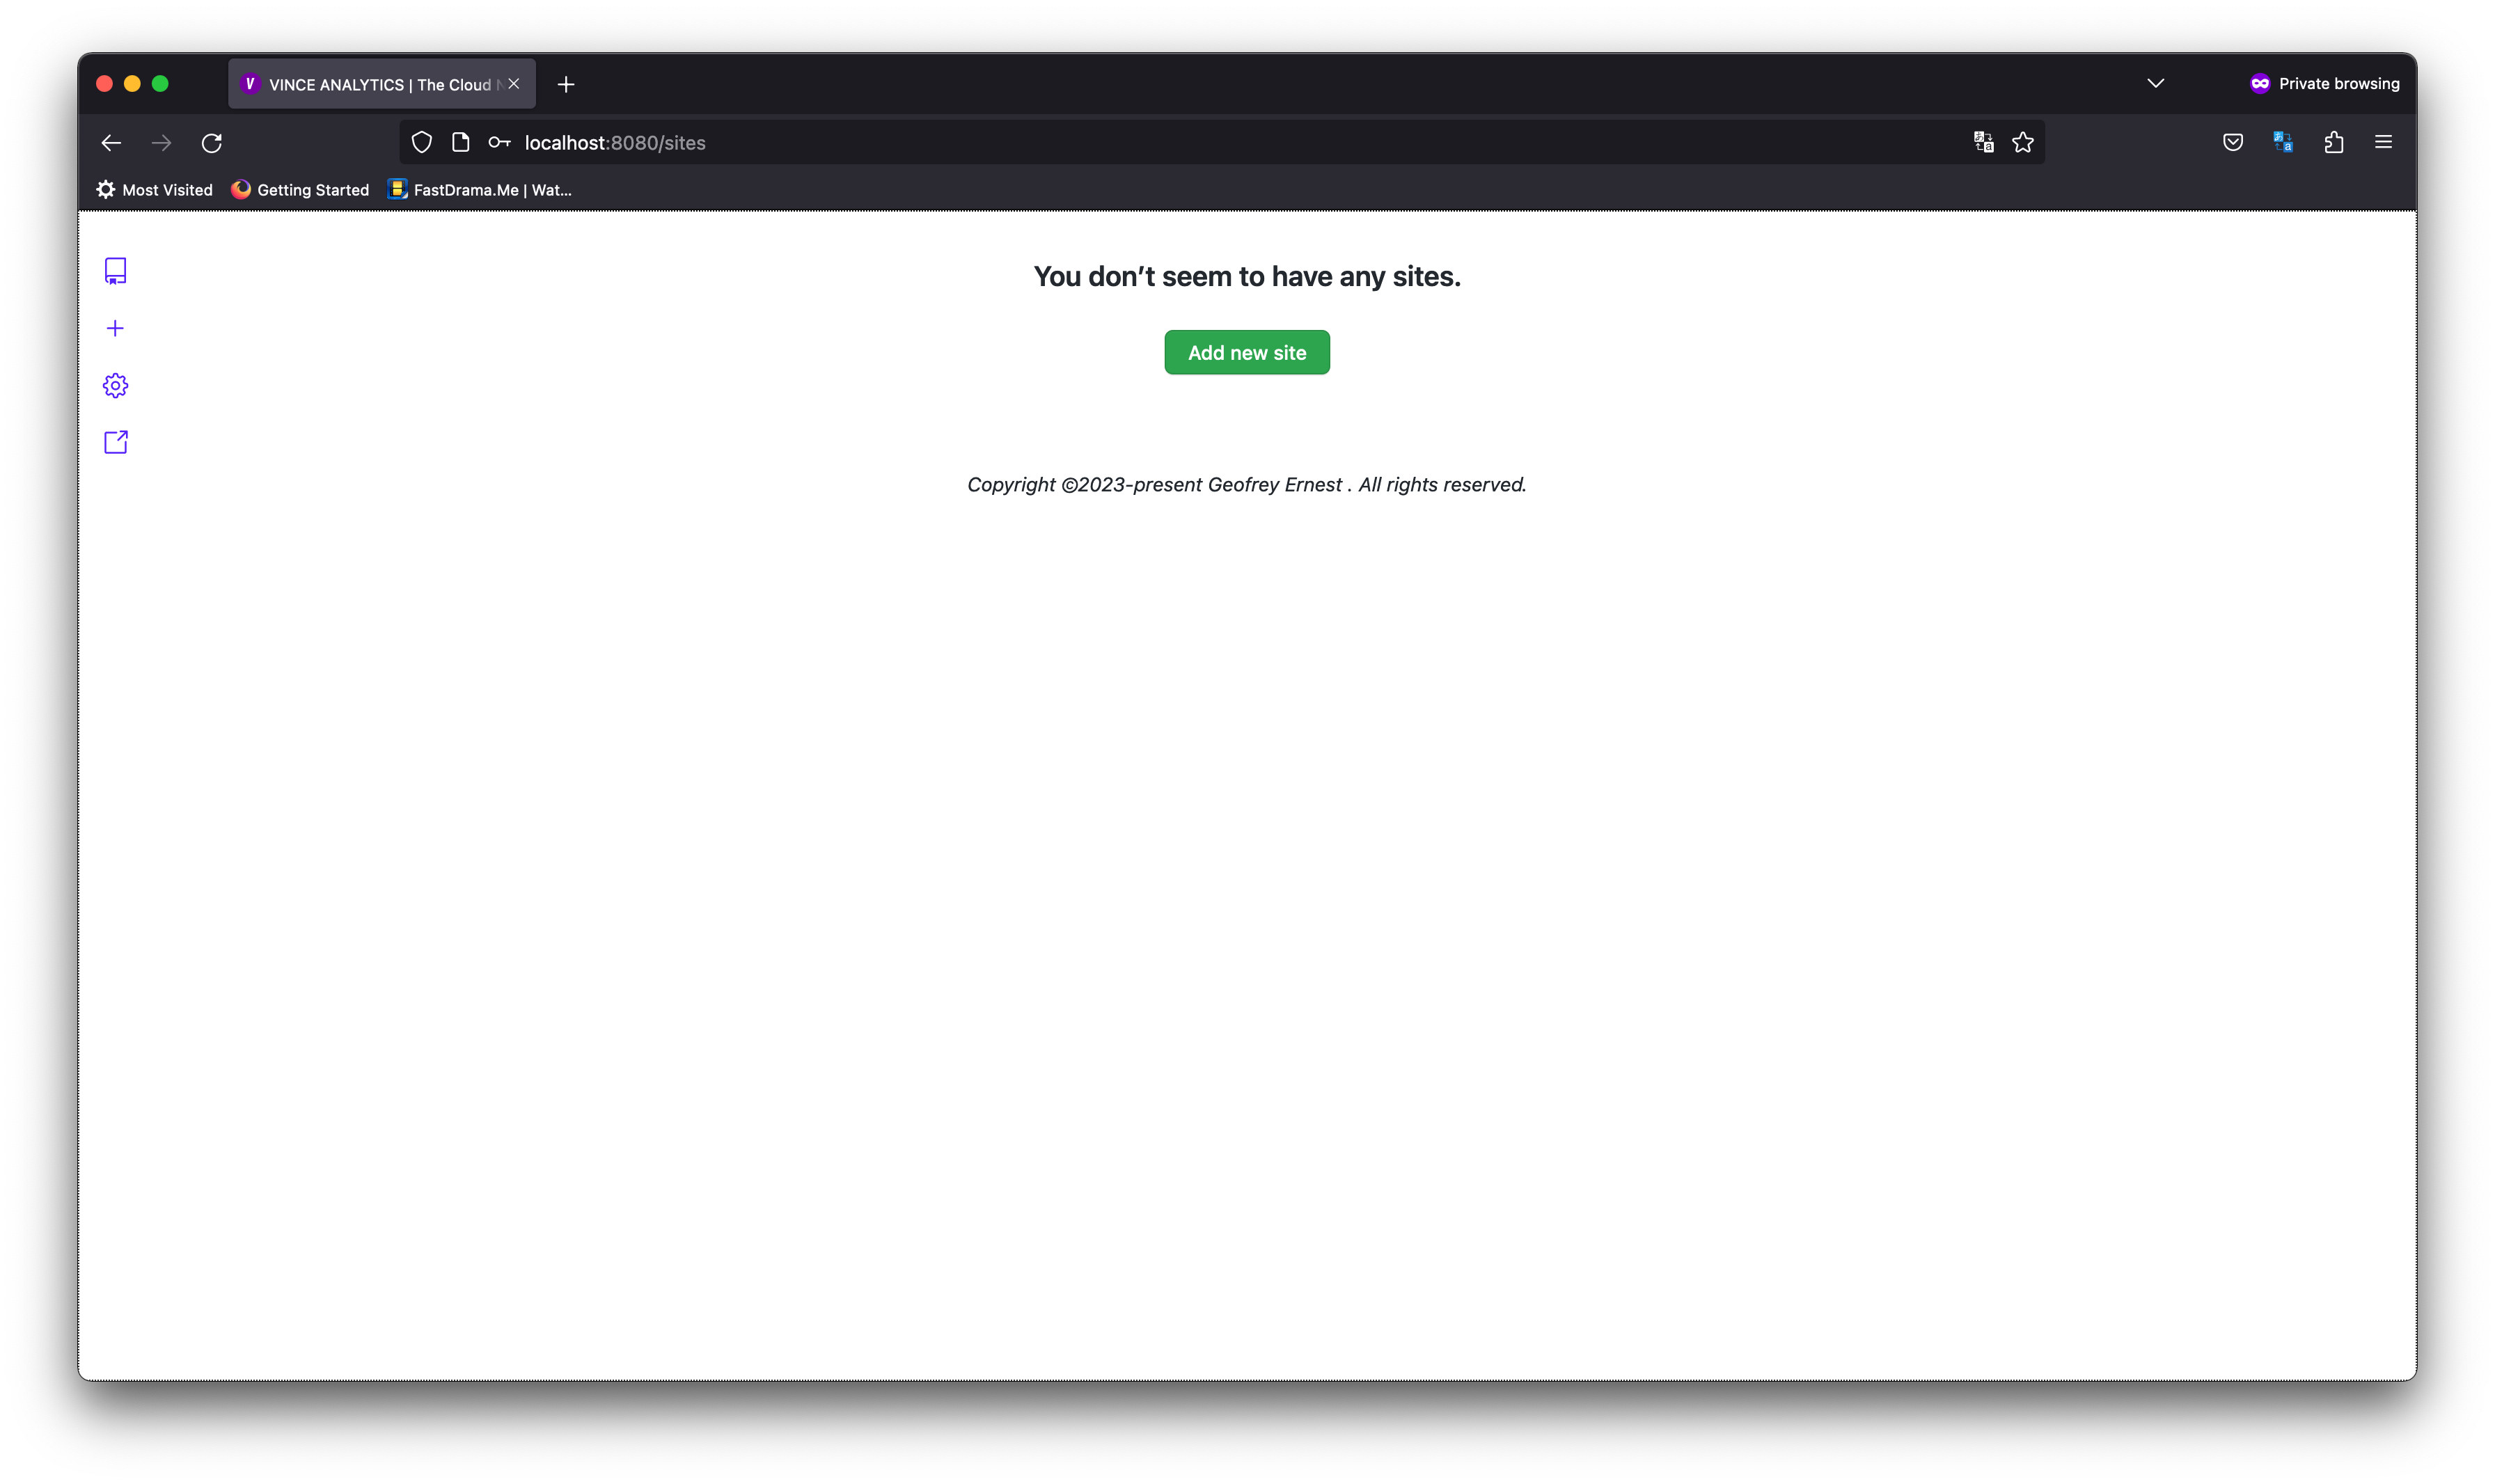 VINCE ANALYTICS | The Cloud
Private browsing
localhost:8080/sites
Most Visited
Getting Started
FastDrama.Me | Wat...
You don’t seem to have any sites.
Add new site
Copyright ©2023-present Geofrey Ernest . All rights reserved.